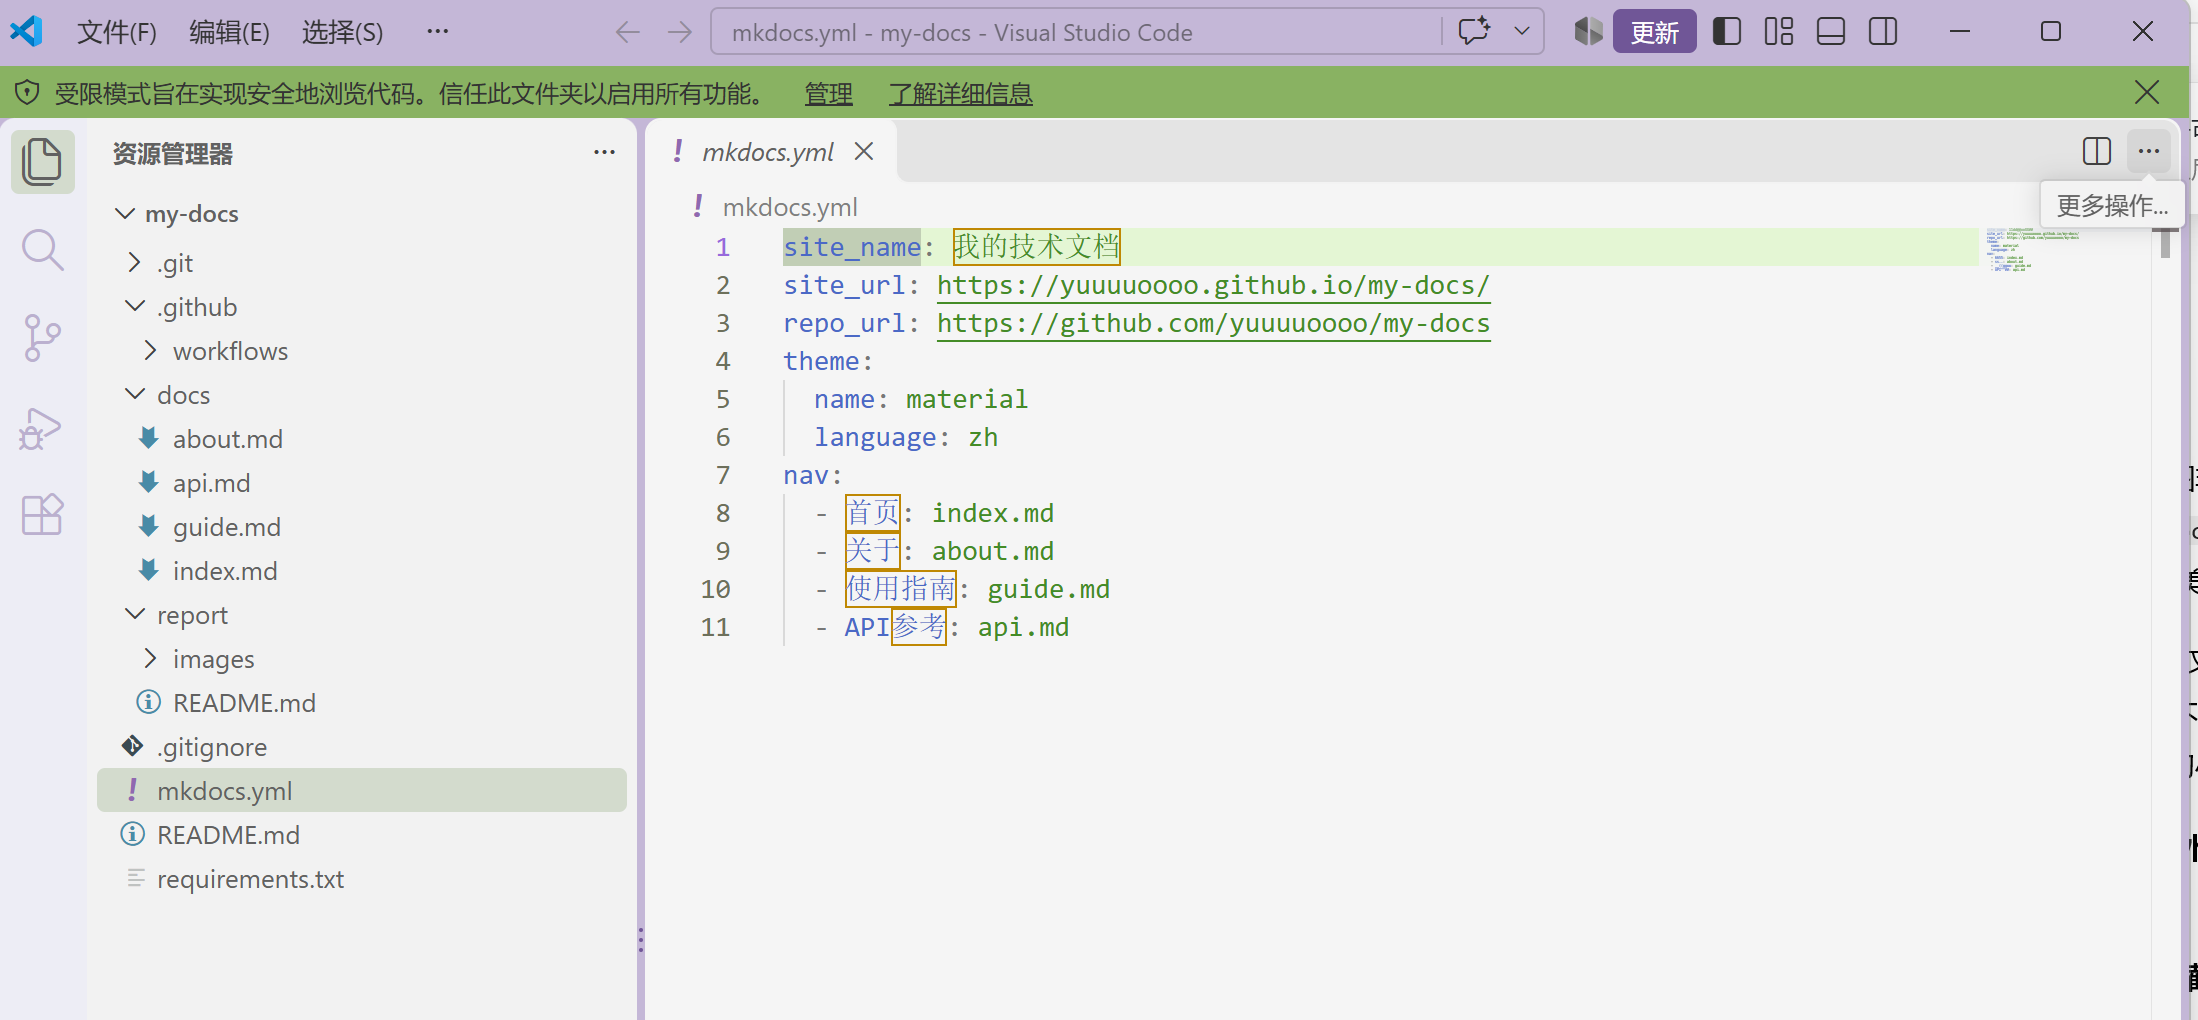 文件(F) 编辑(E) 选择(S) ··· mkdocs.yml - my-docs - Visual Studio Code 更新
受限模式旨在实现安全地浏览代码。信任此文件夹以启用所有功能。 管理 了解详细信息
资源管理器 ···
my-docs
.git
.github
workflows
docs
about.md
api.md
guide.md
index.md
report
images
README.md
.gitignore
mkdocs.yml
README.md
requirements.txt
mkdocs.yml
更多操作...
mkdocs.yml
1 site_name: 我的技术文档
2 site_url: https://yuuuuoooo.github.io/my-docs/
3 repo_url: https://github.com/yuuuuoooo/my-docs
4 theme:
5 name: material
6 language: zh
7 nav:
8 - 首页: index.md
9 - 关于: about.md
10 - 使用指南: guide.md
11 - API参考: api.md